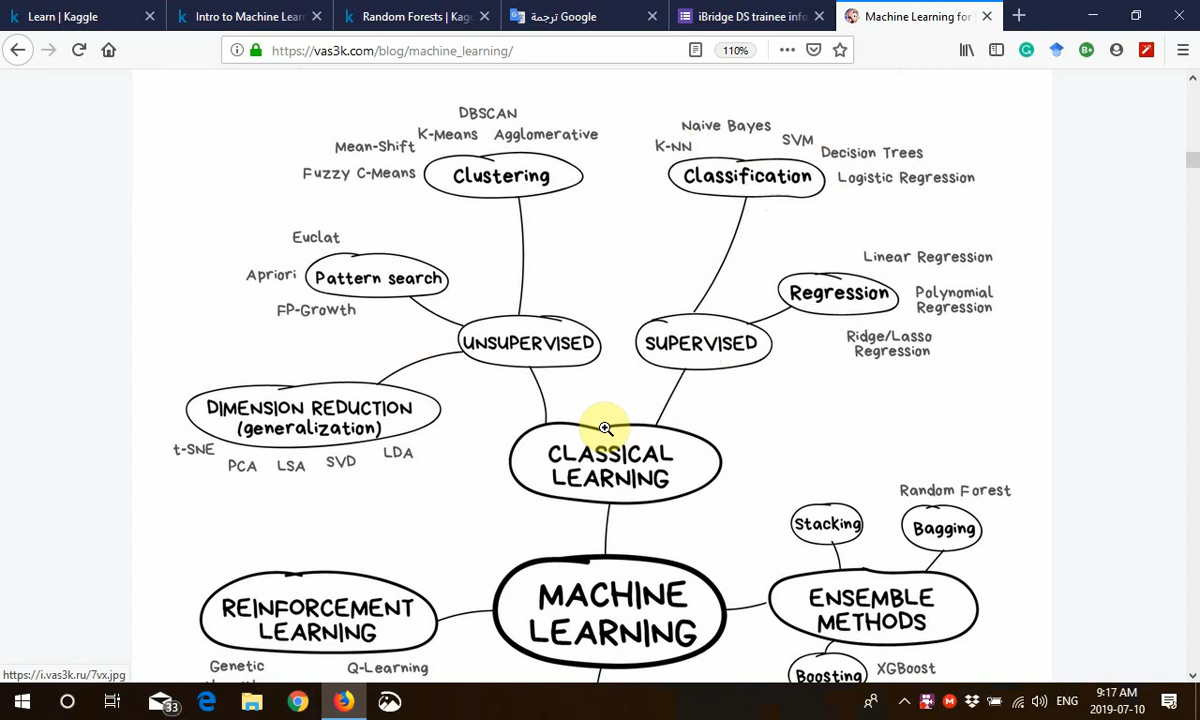 Learn | Kaggle
Intro to Machine Lear
Random Forests | Kag
ترجمة Google
iBridge DS trainee info
Machine Learning for
https://vas3k.com/blog/machine_learning/
110%
DBSCAN
K-Means Agglomerative
Mean-Shift
Fuzzy C-Means
Clustering
Naive Bayes
K-NN
SVM
Decision Trees
Classification
Logistic Regression
Euclat
Apriori
Pattern search
FP-Growth
Linear Regression
Regression
Polynomial
Regression
Ridge/Lasso
Regression
UNSUPERVISED
SUPERVISED
DIMENSION REDUCTION
(generalization)
t-SNE
PCA
LSA
SVD
LDA
CLASSICAL
LEARNING
Random Forest
Stacking
Bagging
MACHINE
LEARNING
REINFORCEMENT
LEARNING
ENSEMBLE
METHODS
Genetic
Q-Learning
Boosting
XGBoost
https://i.vas3k.ru/7vx.jpg
33
ENG
9:17 AM
2019-07-10